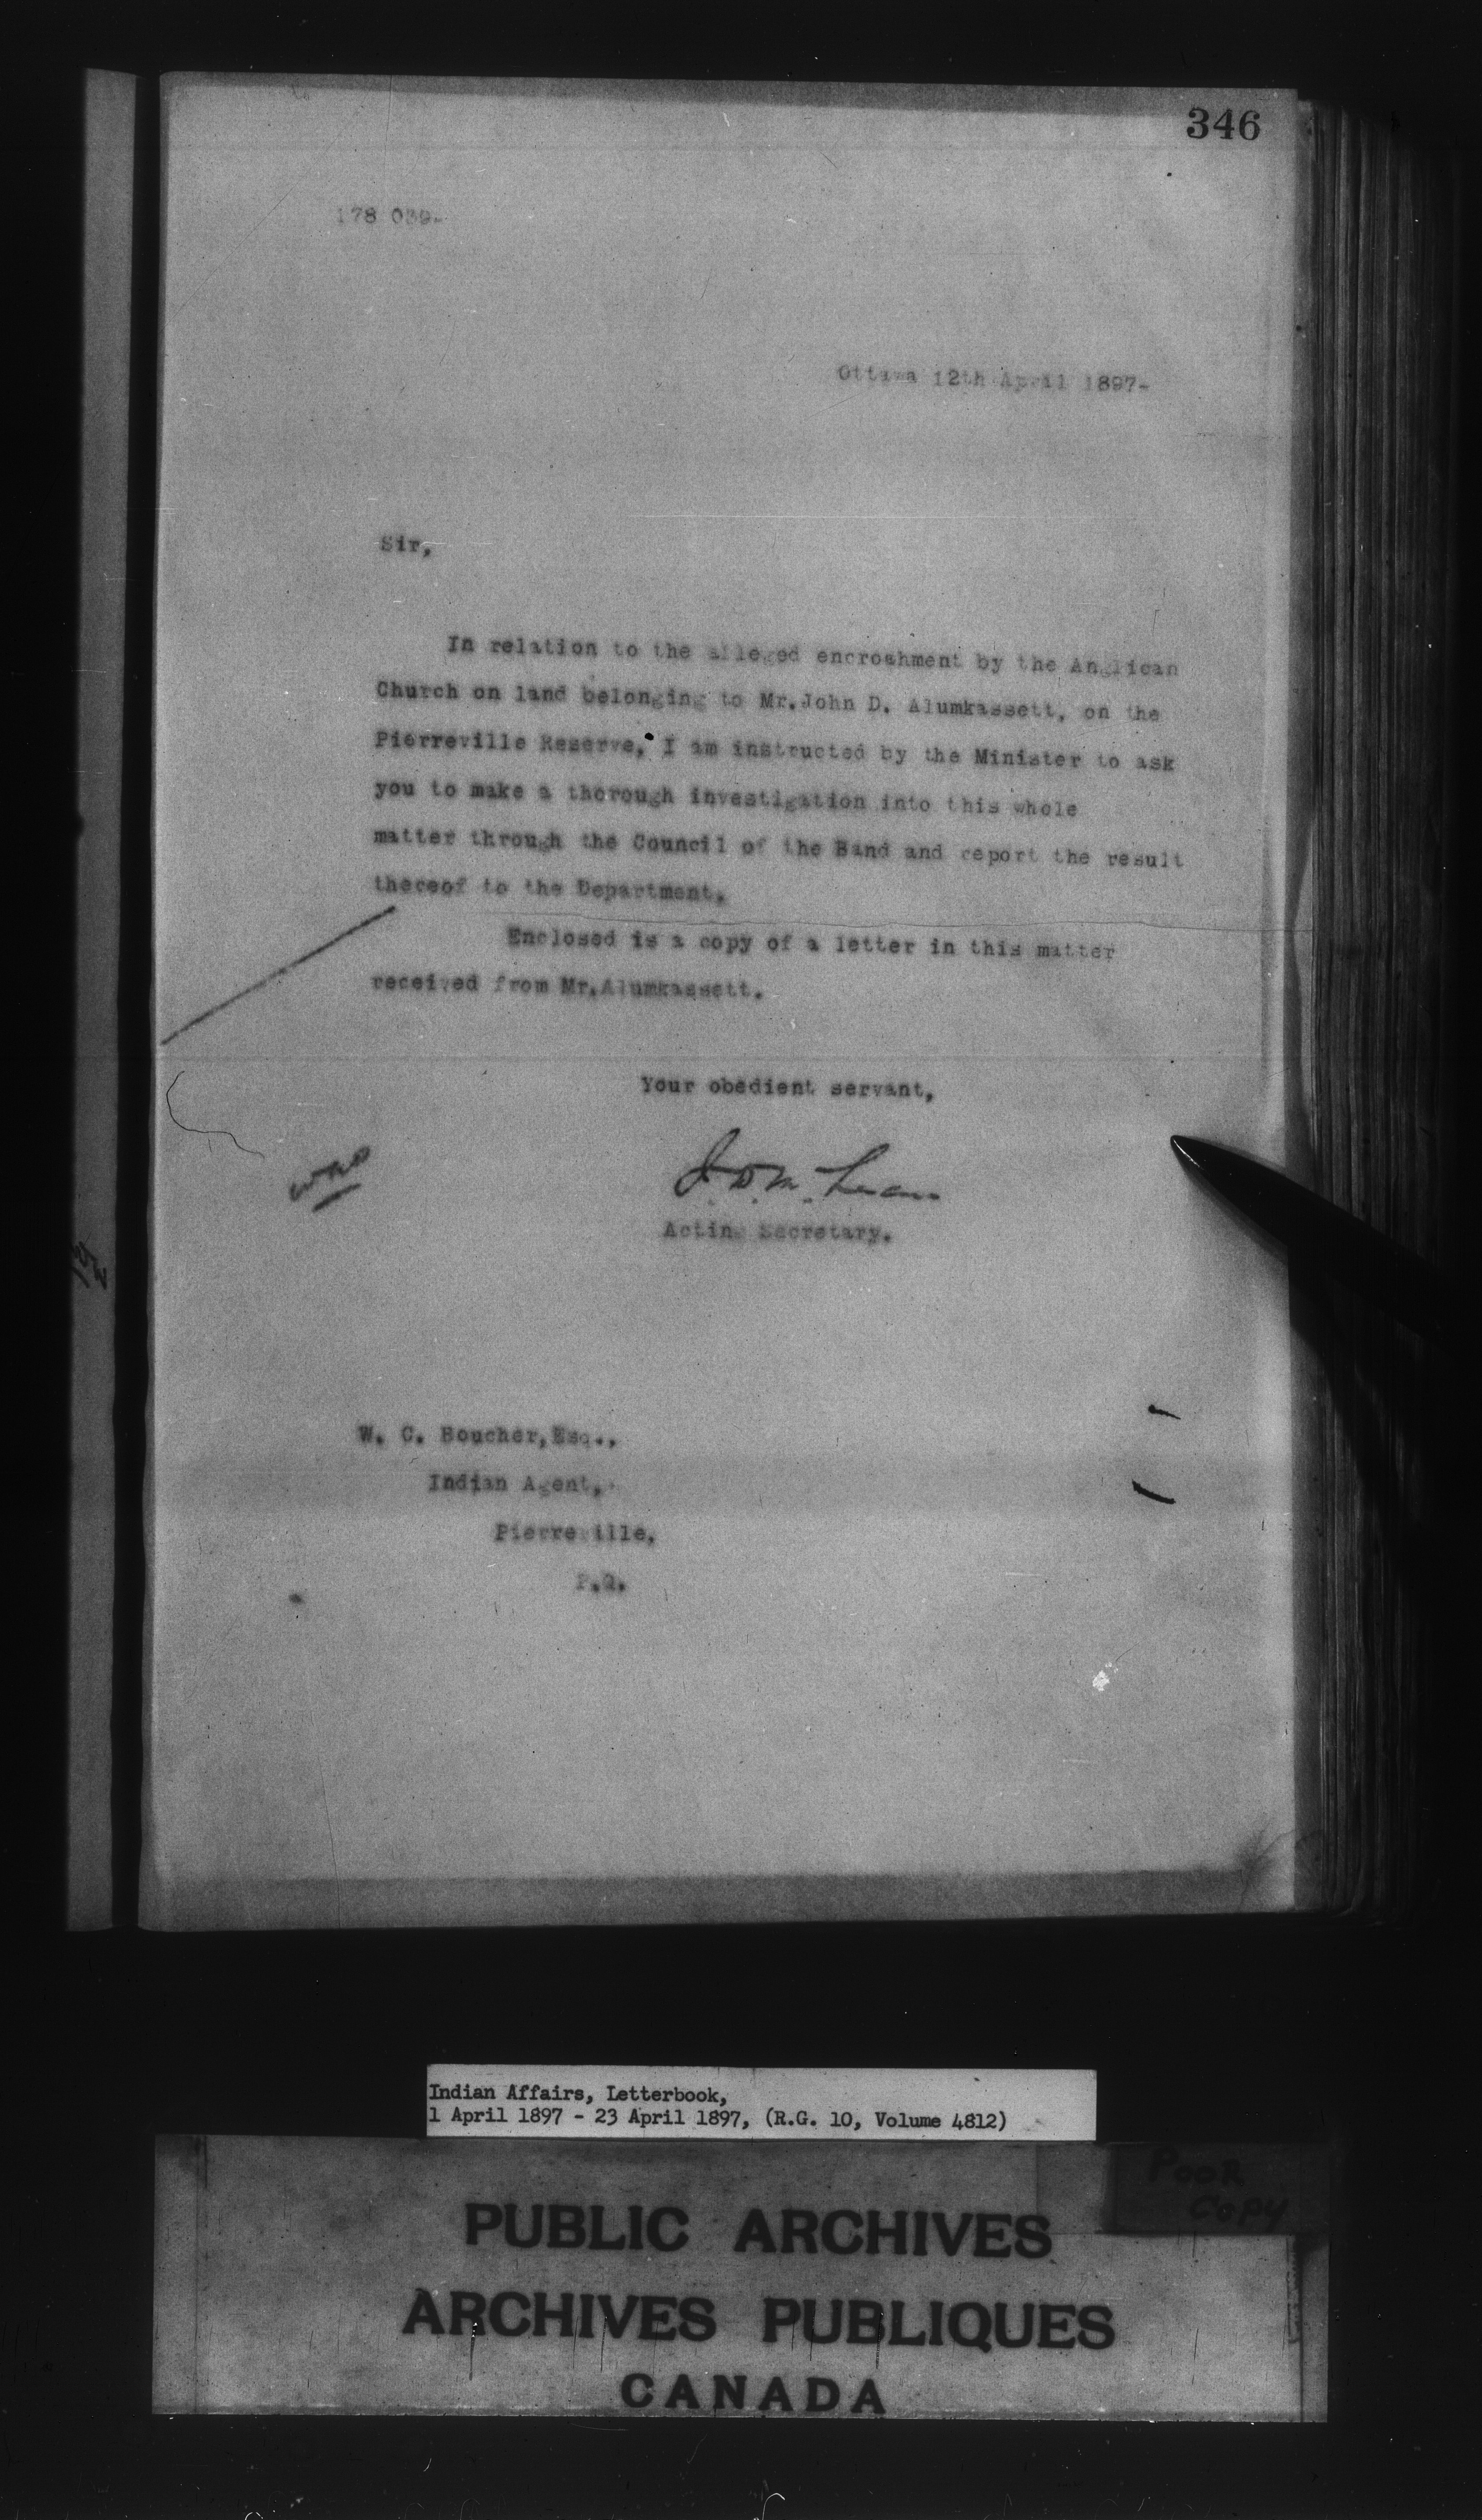 346
178 039-
Ottawa 12th April 1897-
Sir,
In relation to the alleged encroahment by the Anglican
Church on land belonging to Mr.John D. Alumkassett, on the
Pierreville Reserve, I am instructed by the Minister to ask
you to make a thorough investigation into this whole
matter through the Council of the Band and report the result
thereof to the Department.
Enclosed is a copy of a letter in this matter
received from Mr.Alumkassett.
Your obedient servant,
J. D. McLean
Acting Secretary.
W. C. Boucher,Esq.,
Indian Agent,
Pierreville,
P.Q.
Indian Affairs, Letterbook,
1 April 1897 - 23 April 1897, (R.G. 10, Volume 4812)
Poor
Copy
PUBLIC ARCHIVES
ARCHIVES PUBLIQUES
CANADA